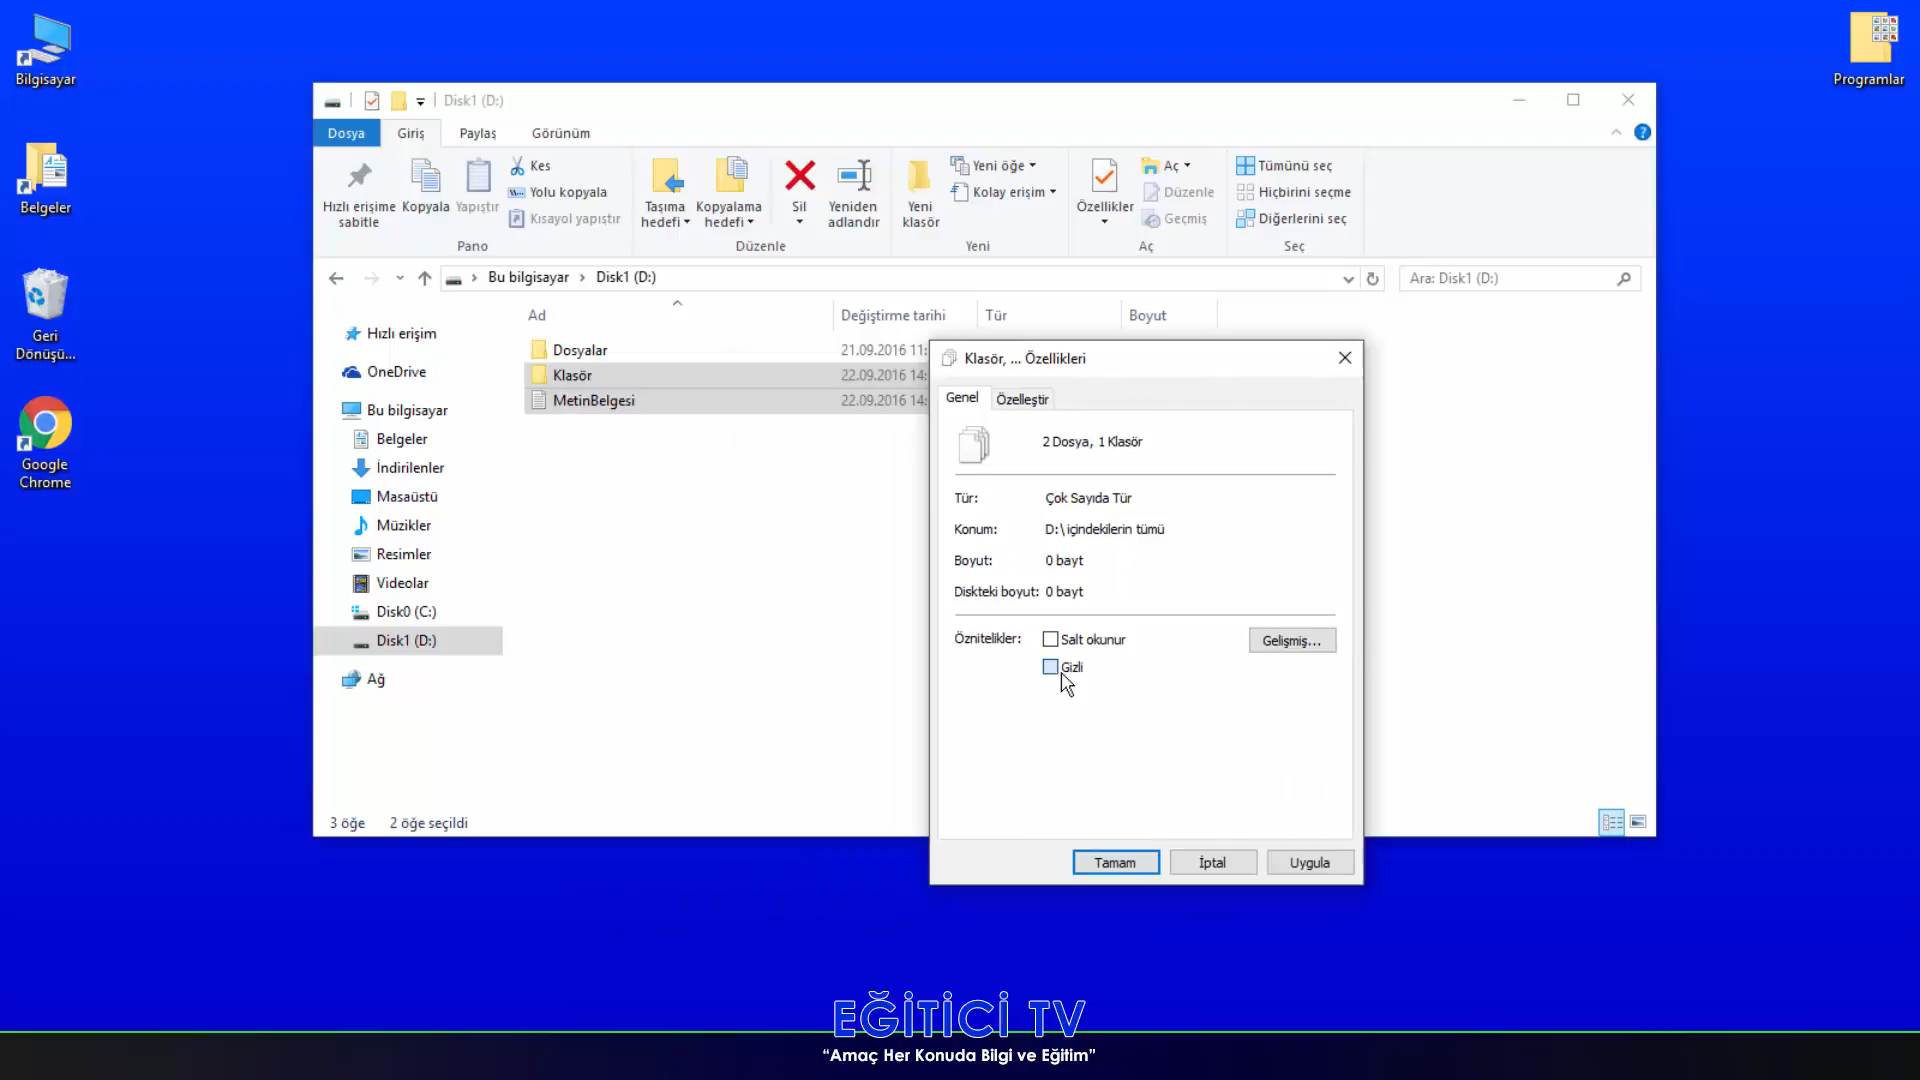 Bilgisayar
Belgeler
Geri
Dönüşü...
Google
Chrome
Programlar
Disk1 (D:)
Dosya
Giriş
Paylaş
Görünüm
Hızlı erişime
sabitle
Kopyala
Yapıştır
Kes
Yolu kopyala
Kısayol yapıştır
Pano
Taşıma
hedefi
Kopyalama
hedefi
Sil
Yeniden
adlandır
Düzenle
Yeni
klasör
Yeni öğe
Kolay erişim
Yeni
Özellikler
Aç
Düzenle
Geçmiş
Aç
Tümünü seç
Hiçbirini seçme
Diğerlerini seç
Seç
Bu bilgisayar
Disk1 (D:)
Ara: Disk1 (D:)
Hızlı erişim
OneDrive
Bu bilgisayar
Belgeler
İndirilenler
Masaüstü
Müzikler
Resimler
Videolar
Disk0 (C:)
Disk1 (D:)
Ağ
Ad
Değiştirme tarihi
Tür
Boyut
Dosyalar
21.09.2016 11:
Klasör
22.09.2016 14:
MetinBelgesi
22.09.2016 14:
3 öğe
2 öğe seçildi
Klasör, ... Özellikleri
Genel
Özelleştir
2 Dosya, 1 Klasör
Tür:
Çok Sayıda Tür
Konum:
D:\ içindekilerin tümü
Boyut:
0 bayt
Diskteki boyut:
0 bayt
Öznitelikler:
Salt okunur
Gelişmiş...
Gizli
Tamam
İptal
Uygula
EĞİTİCİ TV
“Amaç Her Konuda Bilgi ve Eğitim”